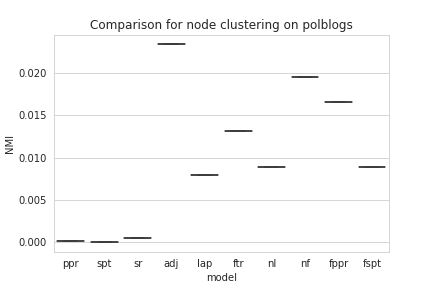 Comparison for node clustering on polblogs
NMI
0.020
0.015
0.010
0.005
0.000
ppr spt sr adj lap ftr nl nf fppr fspt
model